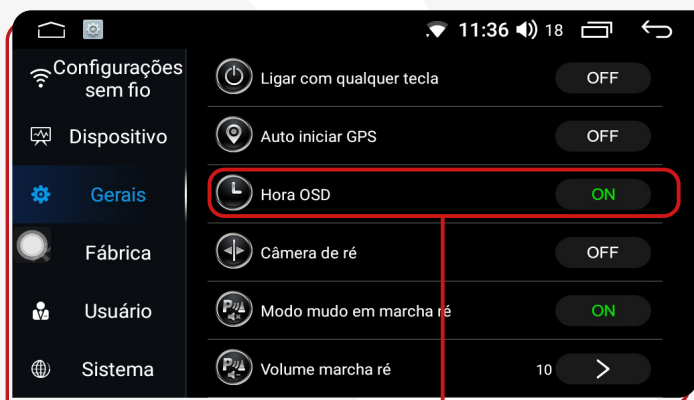 11:36 18
Configurações
sem fio
Dispositivo
Gerais
Fábrica
Usuário
Sistema
Ligar com qualquer tecla OFF
Auto iniciar GPS OFF
Hora OSD ON
Câmera de ré OFF
Modo mudo em marcha ré ON
Volume marcha ré 10